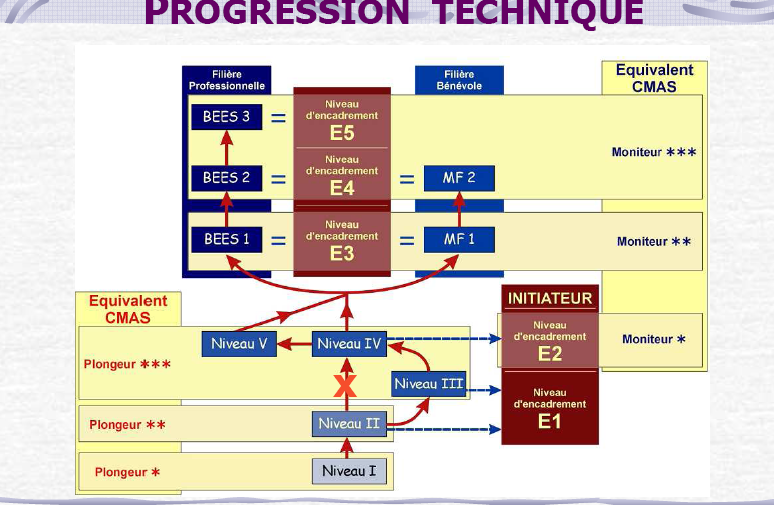 PROGRESSION TECHNIQUE
Filière
Professionnelle
Filière
Bénévole
Equivalent
CMAS
BEES 3
=
Niveau
d'encadrement
E5
BEES 2
=
Niveau
d'encadrement
E4
=
MF 2
Moniteur ✶✶✶
BEES 1
=
Niveau
d'encadrement
E3
=
MF 1
Moniteur ✶✶
Equivalent
CMAS
INITIATEUR
Plongeur ✶✶✶
Niveau V
Niveau IV
Niveau
d'encadrement
E2
Moniteur ✶
X
Niveau III
Niveau
d'encadrement
E1
Plongeur ✶✶
Niveau II
Plongeur ✶
Niveau I